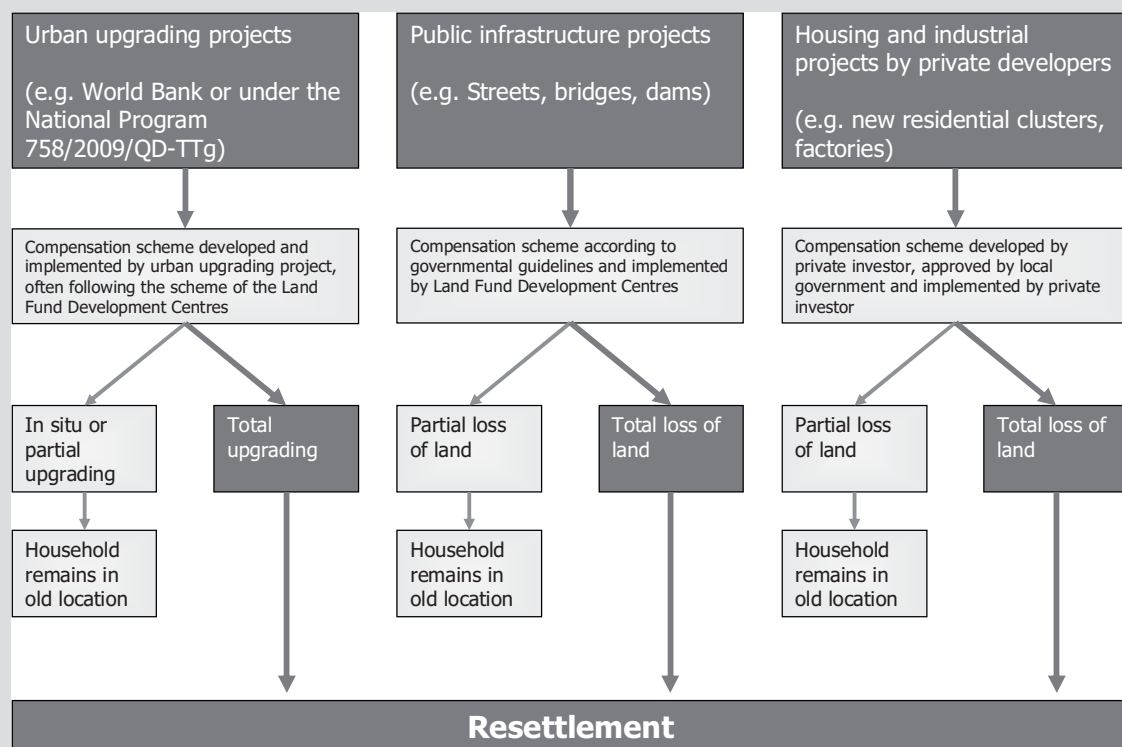 Urban upgrading projects
(e.g. World Bank or under the
National Program
758/2009/QD-TTg)
Public infrastructure projects
(e.g. Streets, bridges, dams)
Housing and industrial
projects by private developers
(e.g. new residential clusters,
factories)
Compensation scheme developed and
implemented by urban upgrading project,
often following the scheme of the Land
Fund Development Centres
Compensation scheme according to
governmental guidelines and implemented
by Land Fund Development Centres
Compensation scheme developed by
private investor, approved by local
government and implemented by private
investor
In situ or
partial
upgrading
Total
upgrading
Partial loss
of land
Total loss of
land
Partial loss
of land
Total loss of
land
Household
remains in
old location
Household
remains in
old location
Household
remains in
old location
Resettlement